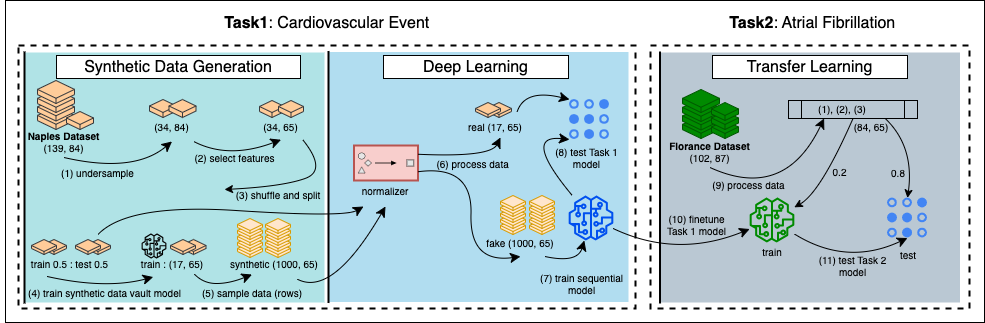 Task1: Cardiovascular Event
Task2: Atrial Fibrillation
Synthetic Data Generation
Naples Dataset
(139, 84)
(1) undersample
(34, 84)
(2) select features
(34, 65)
(3) shuffle and split
train 0.5 : test 0.5
(4) train synthetic data vault model
train : (17, 65)
(5) sample data (rows)
synthetic (1000, 65)
Deep Learning
normalizer
(6) process data
real (17, 65)
fake (1000, 65)
(7) train sequential
model
(8) test Task 1
model
Transfer Learning
Florance Dataset
(102, 87)
(9) process data
(1), (2), (3)
(84, 65)
0.2
0.8
(10) finetune
Task 1 model
train
(11) test Task 2
model
test